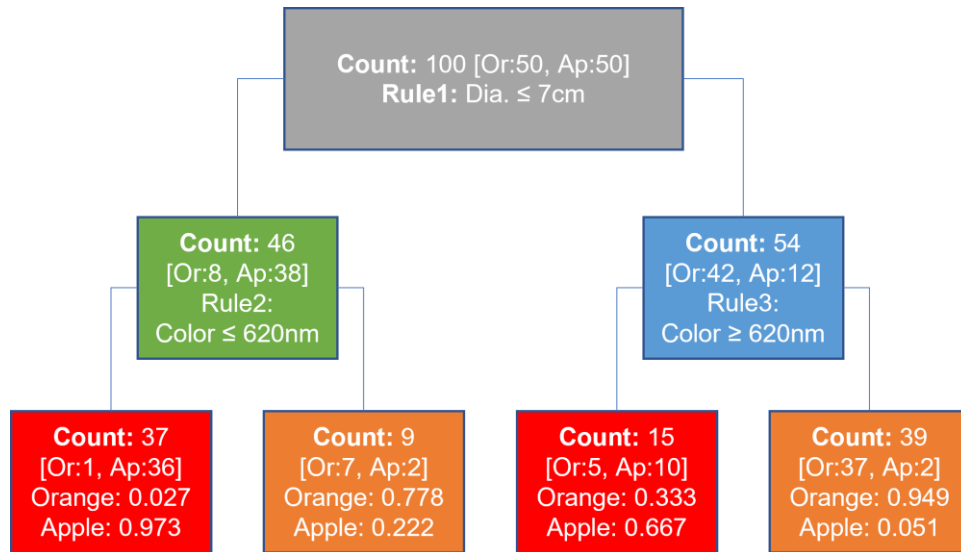 Count: 100 [Or:50, Ap:50]
Rule1: Dia. ≤ 7cm
Count: 46
[Or:8, Ap:38]
Rule2:
Color ≤ 620nm
Count: 54
[Or:42, Ap:12]
Rule3:
Color ≥ 620nm
Count: 37
[Or:1, Ap:36]
Orange: 0.027
Apple: 0.973
Count: 9
[Or:7, Ap:2]
Orange: 0.778
Apple: 0.222
Count: 15
[Or:5, Ap:10]
Orange: 0.333
Apple: 0.667
Count: 39
[Or:37, Ap:2]
Orange: 0.949
Apple: 0.051